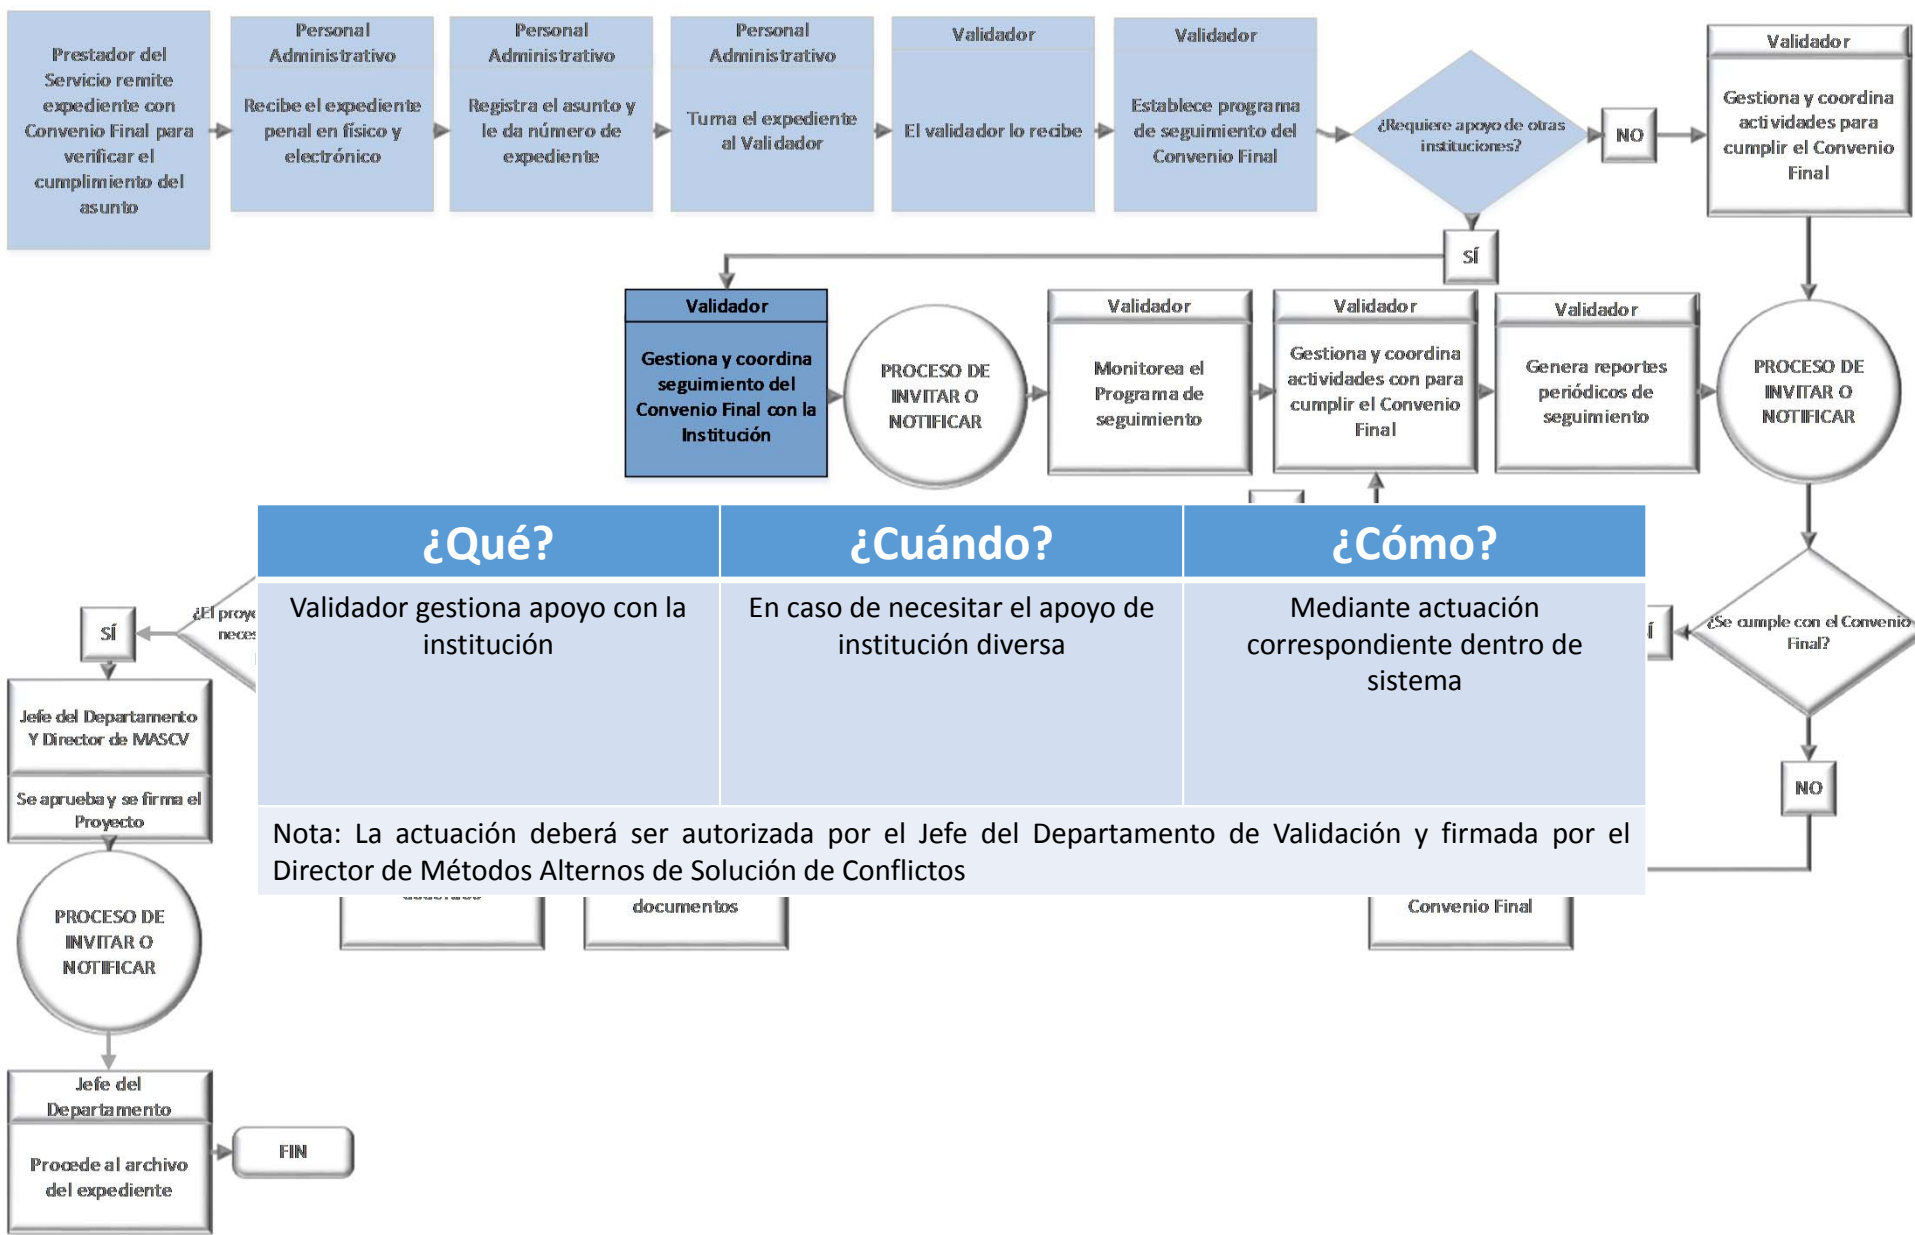 Prestador del
Servicio remite
expediente con
Convenio Final para
verificar el
cumplimiento del
asunto
Personal
Administrativo
Recibe el expediente
penal en físico y
electrónico
Personal
Administrativo
Registra el asunto y
le da número de
expediente
Personal
Administrativo
Turna el expediente
al Validador
Validador
El validador lo recibe
Validador
Establece programa
de seguimiento del
Convenio Final
¿Requiere apoyo de otras
instituciones?
NO
Validador
Gestiona y coordina
actividades para
cumplir el Convenio
Final
SÍ
Validador
Gestiona y coordina
seguimiento del
Convenio Final con la
Institución
PROCESO DE
INVITAR O
NOTIFICAR
Validador
Monitorea el
Programa de
seguimiento
Validador
Gestiona y coordina
actividades con para
cumplir el Convenio
Final
Validador
Genera reportes
periódicos de
seguimiento
PROCESO DE
INVITAR O
NOTIFICAR
¿Qué?
¿Cuándo?
¿Cómo?
Validador gestiona apoyo con la
institución
En caso de necesitar el apoyo de
institución diversa
Mediante actuación
correspondiente dentro de
sistema
Nota: La actuación deberá ser autorizada por el Jefe del Departamento de Validación y firmada por el
Director de Métodos Alternos de Solución de Conflictos
¿Se cumple con el Convenio
Final?
NO
Convenio Final
documentos
¿El
SÍ
Jefe del Departamento
Y Director de MASCV
Se aprueba y se firma el
Proyecto
PROCESO DE
INVITAR O
NOTIFICAR
Jefe del
Departamento
Procede al archivo
del expediente
FIN